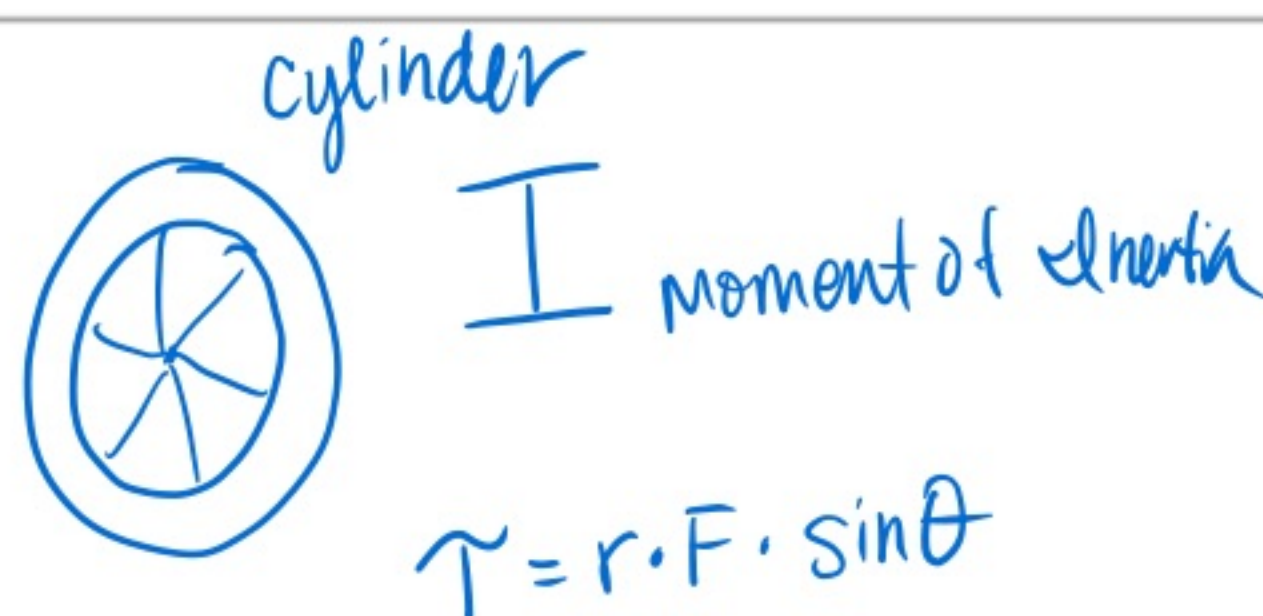 cylinder
I moment of Inertia
τ = r · F · sinθ